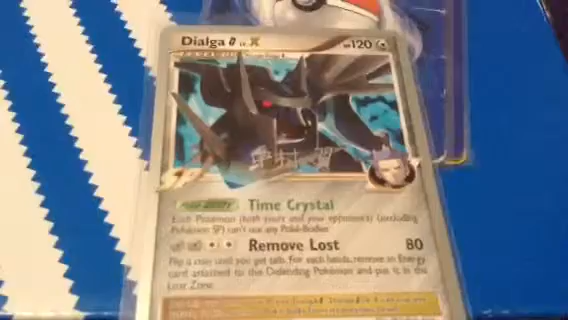 Dialga G LV.X HP120
Time Crystal
Each Pokémon (both yours and your opponent's) (excluding
Pokémon SP) can't use any Poké-Bodies.
Remove Lost 80
Flip a coin until you get tails. For each heads, remove an Energy
card attached to the Defending Pokémon and put it in the
Lost Zone.